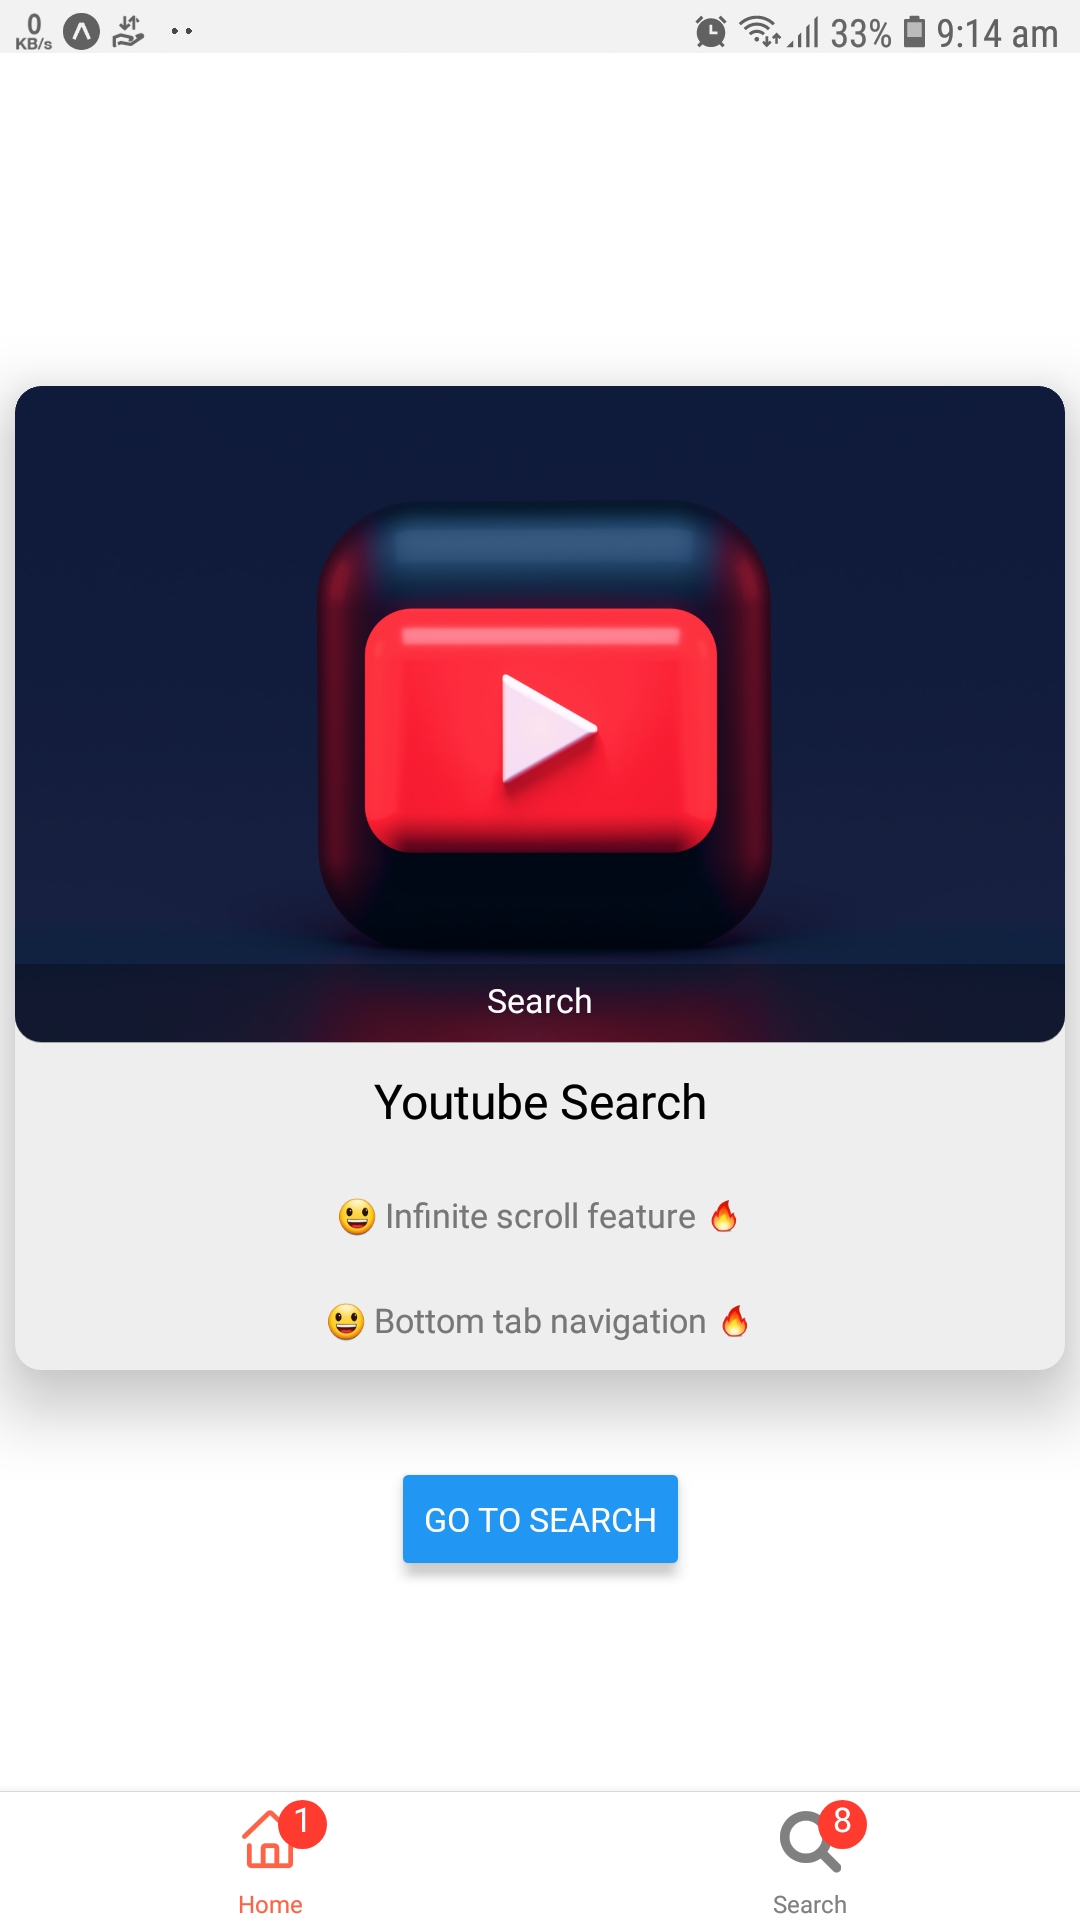 0
KB/s
33% 9:14 am
Search
Youtube Search
😃 Infinite scroll feature 🔥
😃 Bottom tab navigation 🔥
GO TO SEARCH
1
8
Home
Search